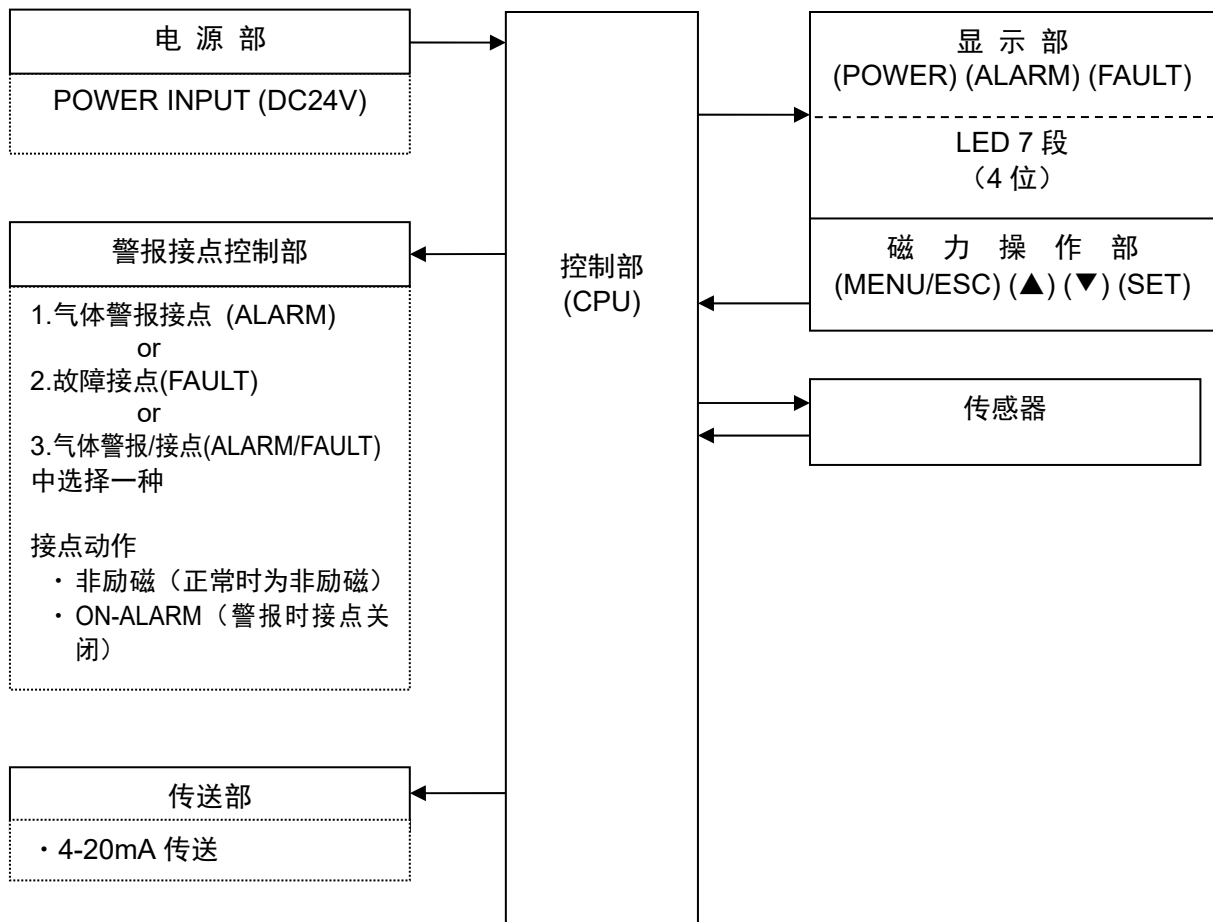 电 源 部
POWER INPUT (DC24V)
警报接点控制部
1.气体警报接点 (ALARM)
or
2.故障接点(FAULT)
or
3.气体警报/接点(ALARM/FAULT)
中选择一种
接点动作
・非励磁（正常时为非励磁）
・ON-ALARM（警报时接点关
闭）
传送部
・4-20mA 传送
控制部
(CPU)
显 示 部
(POWER) (ALARM) (FAULT)
LED 7 段
（4 位）
磁 力 操 作 部
(MENU/ESC) (▲) (▼) (SET)
传感器